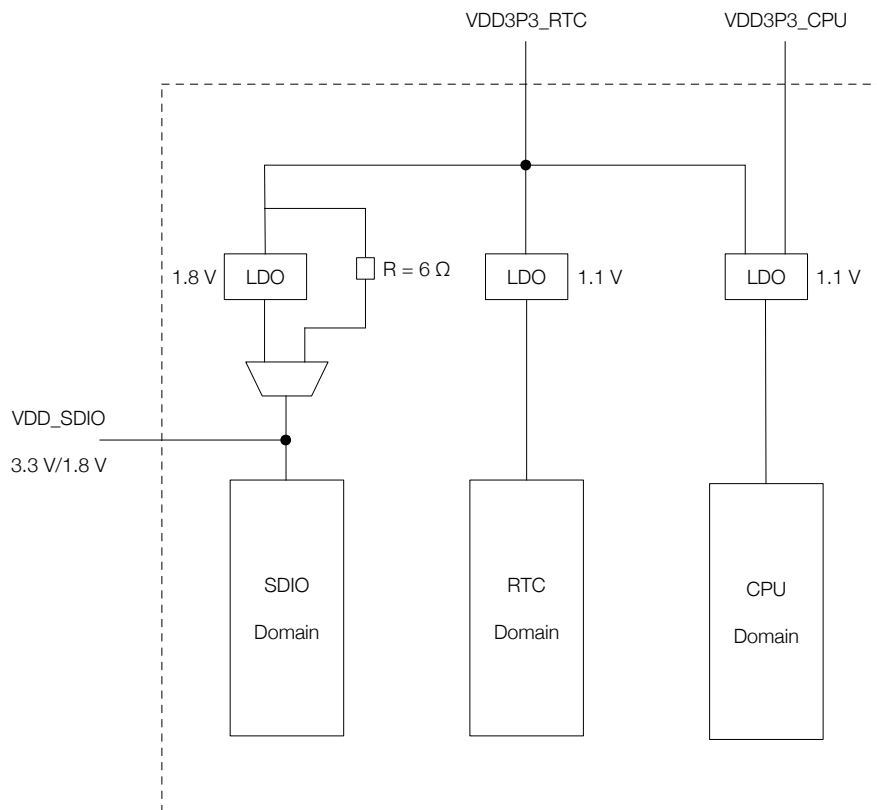 VDD3P3_RTC
VDD3P3_CPU
1.8 V
LDO
R = 6 Ω
LDO
1.1 V
LDO
1.1 V
VDD_SDIO
3.3 V/1.8 V
SDIO
Domain
RTC
Domain
CPU
Domain